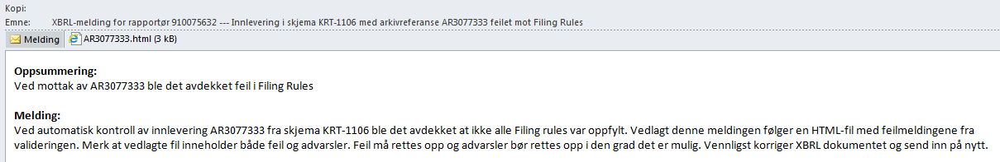 Kopi:
Emne: XBRL-melding for rapportør 910075632 --- Innlevering i skjema KRT-1106 med arkivreferanse AR3077333 feilet mot Filing Rules
Melding AR3077333.html (3 kB)
Oppsummering:
Ved mottak av AR3077333 ble det avdekket feil i Filing Rules
Melding:
Ved automatisk kontroll av innlevering AR3077333 fra skjema KRT-1106 ble det avdekket at ikke alle Filing rules var oppfylt. Vedlagt denne meldingen følger en HTML-fil med feilmeldingene fra
valideringen. Merk at vedlagte fil inneholder både feil og advarsler. Feil må rettes opp og advarsler bør rettes opp i den grad det er mulig. Vennligst korriger XBRL dokumentet og send inn på nytt.